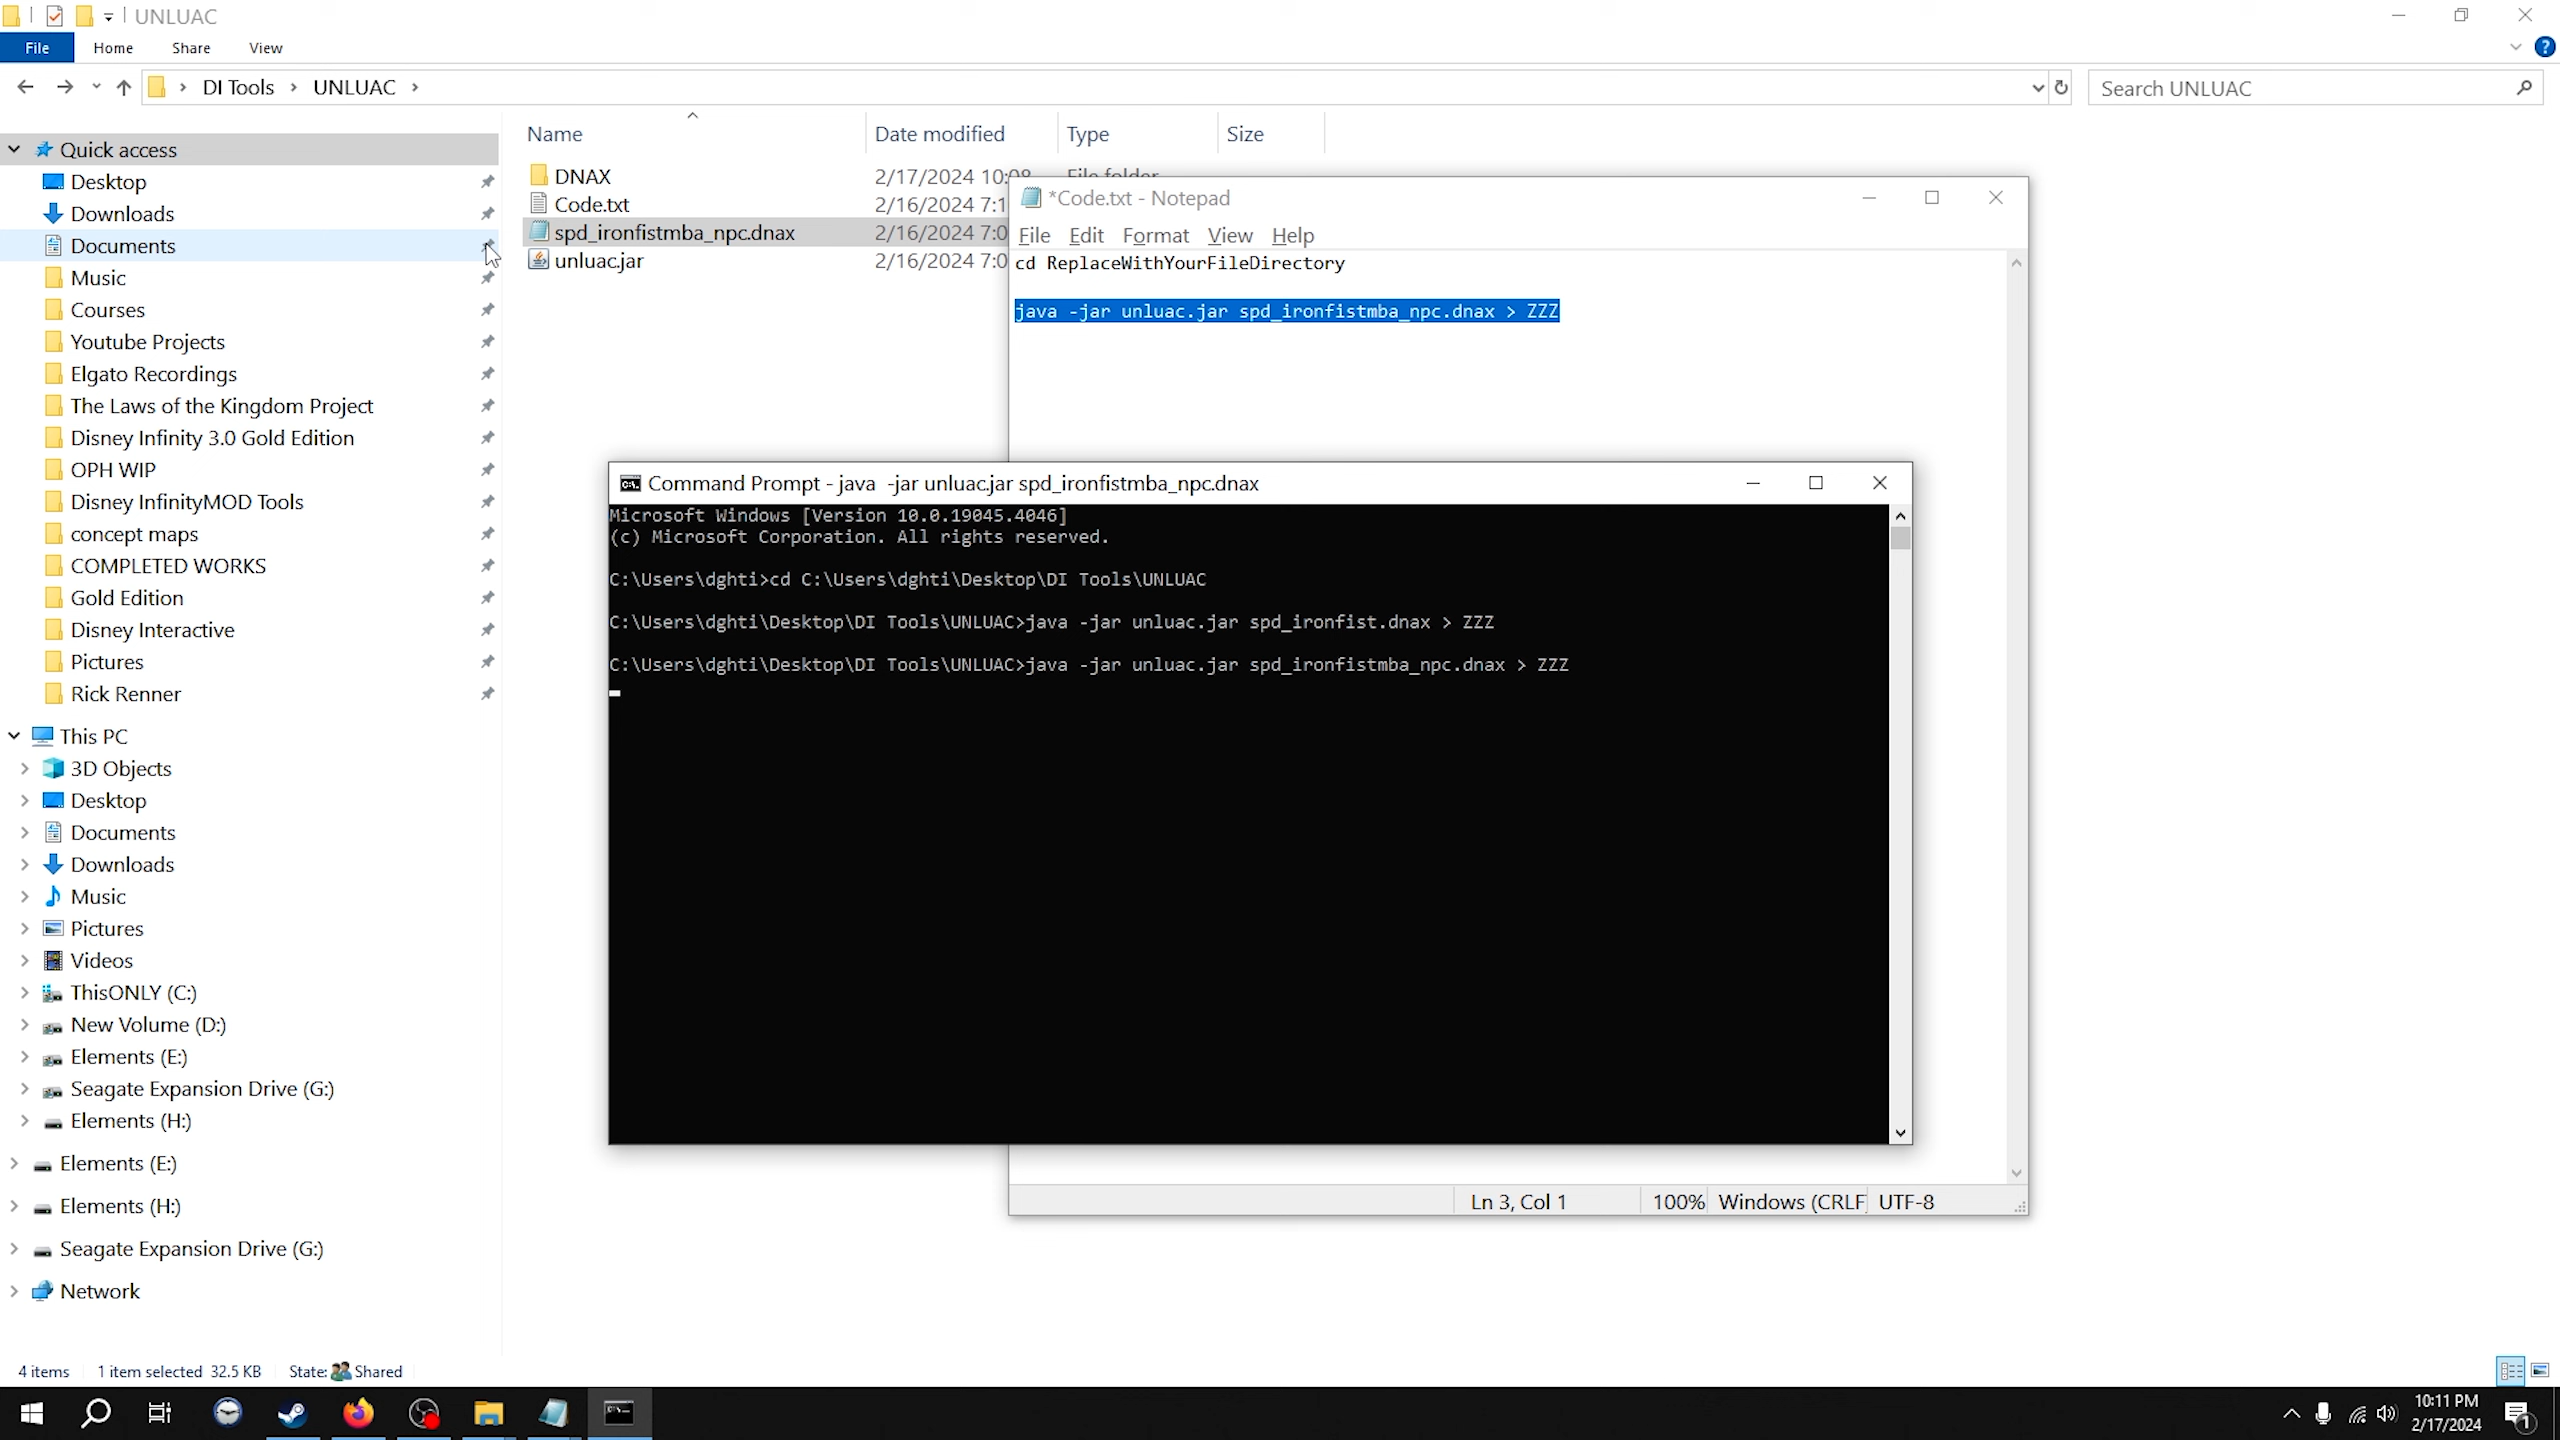 UNLUAC
File Home Share View
DI Tools UNLUAC
Search UNLUAC
Name Date modified Type Size
Quick access
Desktop
Downloads
Documents
Music
Courses
Youtube Projects
Elgato Recordings
The Laws of the Kingdom Project
Disney Infinity 3.0 Gold Edition
OPH WIP
Disney InfinityMOD Tools
concept maps
COMPLETED WORKS
Gold Edition
Disney Interactive
Pictures
Rick Renner
This PC
3D Objects
Desktop
Documents
Downloads
Music
Pictures
Videos
ThisONLY (C:)
New Volume (D:)
Elements (E:)
Seagate Expansion Drive (G:)
Elements (H:)
Elements (E:)
Elements (H:)
Seagate Expansion Drive (G:)
Network
DNAX 2/17/2024 File folder
Code.txt 2/16/2024 7:1
spd_ironfistmba_npc.dnax 2/16/2024 7:0
unluac.jar 2/16/2024 7:0
*Code.txt - Notepad
File Edit Format View Help
cd ReplaceWithYourFileDirectory
java -jar unluac.jar spd_ironfistmba_npc.dnax > ZZZ
Command Prompt - java -jar unluac.jar spd_ironfistmba_npc.dnax
Microsoft Windows [Version 10.0.19045.4046]
(c) Microsoft Corporation. All rights reserved.
C:\Users\dghti>cd C:\Users\dghti\Desktop\DI Tools\UNLUAC
C:\Users\dghti\Desktop\DI Tools\UNLUAC>java -jar unluac.jar spd_ironfist.dnax > ZZZ
C:\Users\dghti\Desktop\DI Tools\UNLUAC>java -jar unluac.jar spd_ironfistmba_npc.dnax > ZZZ
Ln 3, Col 1 100% Windows (CRLF UTF-8
4 items 1 item selected 32.5 KB State: Shared
10:11 PM
2/17/2024
1